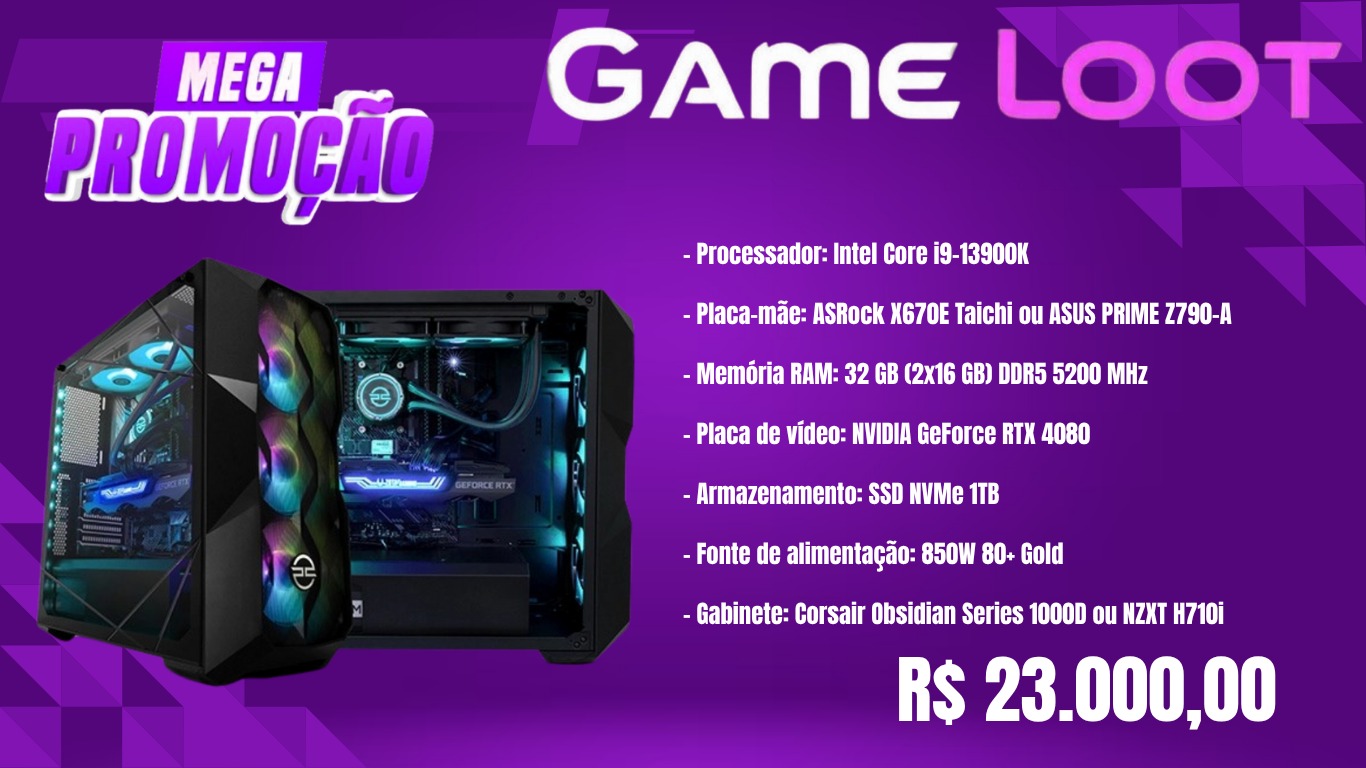 MEGA
PROMOÇÃO
GAME LOOT
- Processador: Intel Core i9-13900K
- Placa-mãe: ASRock X670E Taichi ou ASUS PRIME Z790-A
- Memória RAM: 32 GB (2x16 GB) DDR5 5200 MHz
- Placa de vídeo: NVIDIA GeForce RTX 4080
- Armazenamento: SSD NVMe 1TB
- Fonte de alimentação: 850W 80+ Gold
- Gabinete: Corsair Obsidian Series 1000D ou NZXT H710i
R$ 23.000,00
GEFORCE RTX